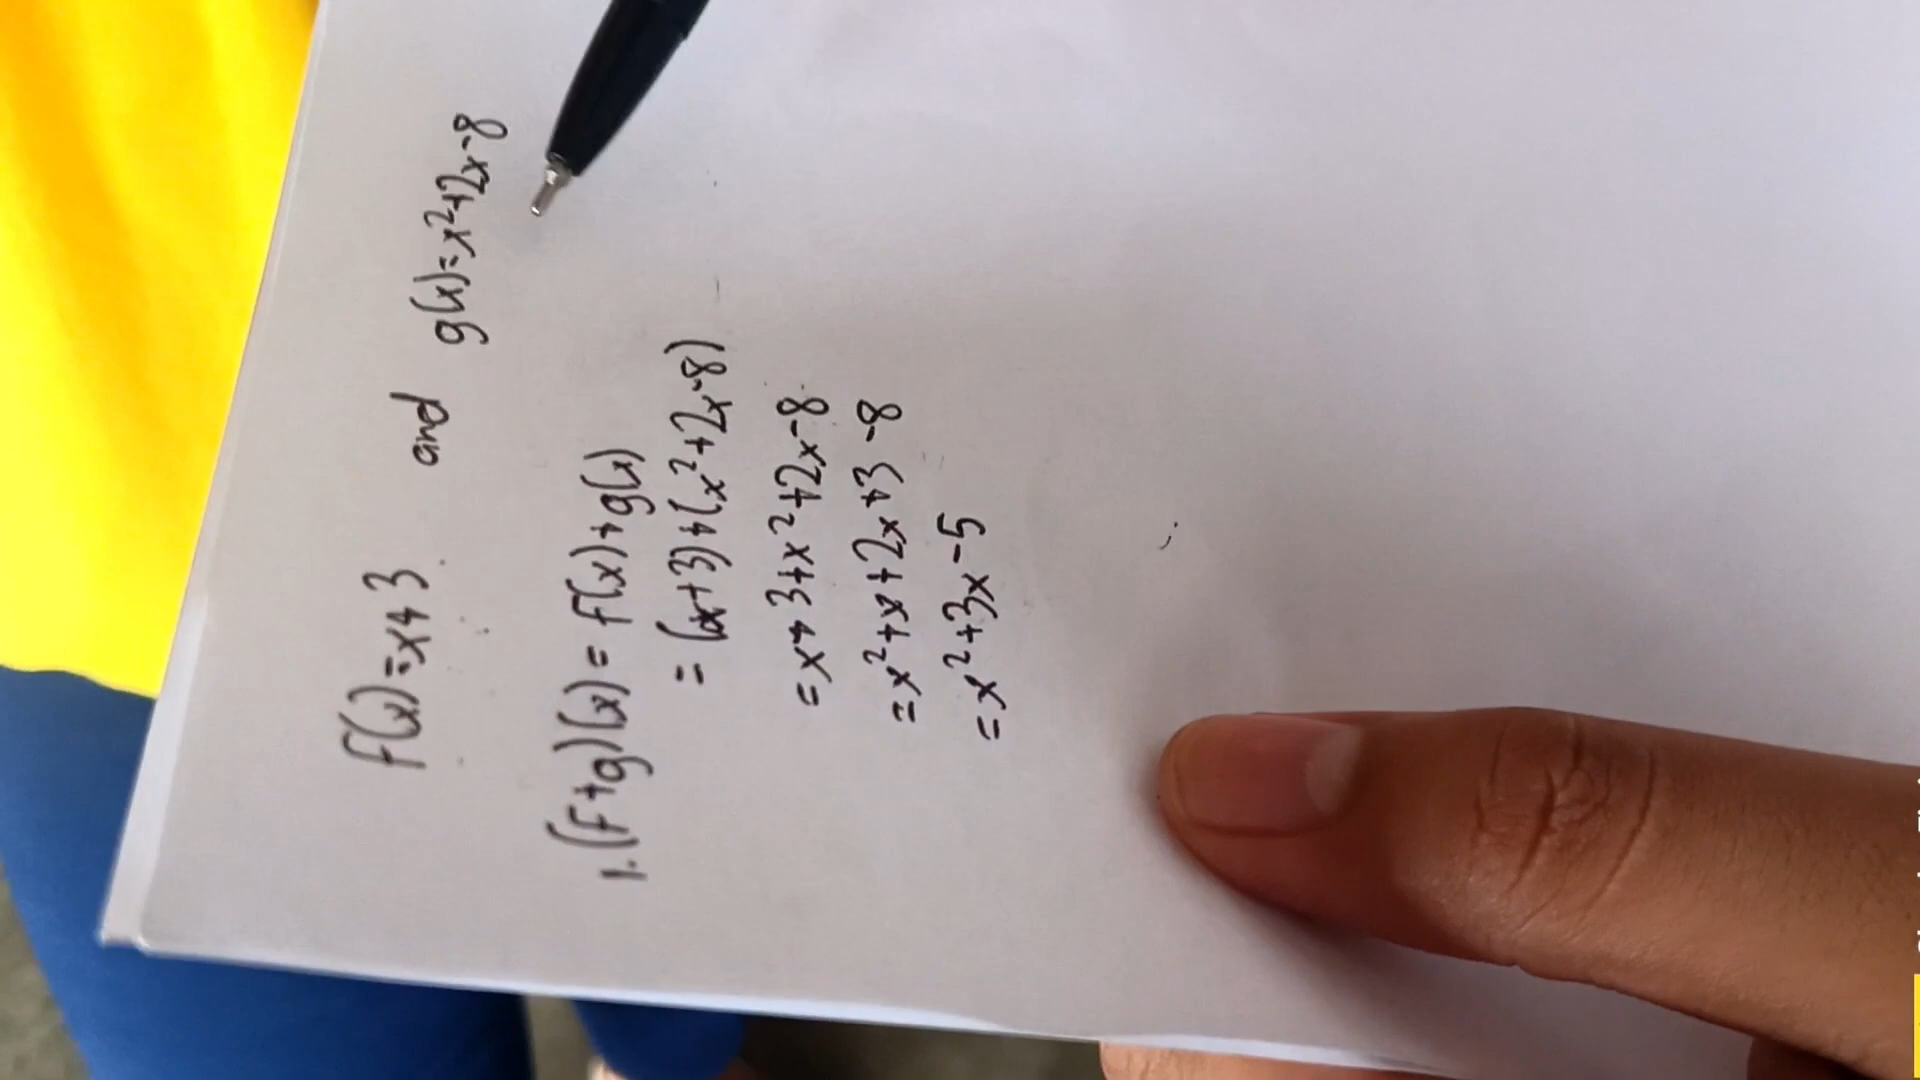 f(x)=x+3 and g(x)=x²+2x-8
1. (f+g)(x) = f(x)+g(x)
= (x+3)+(x²+2x-8)
= x+3+x²+2x-8
= x²+x+2x+3-8
= x²+3x-5